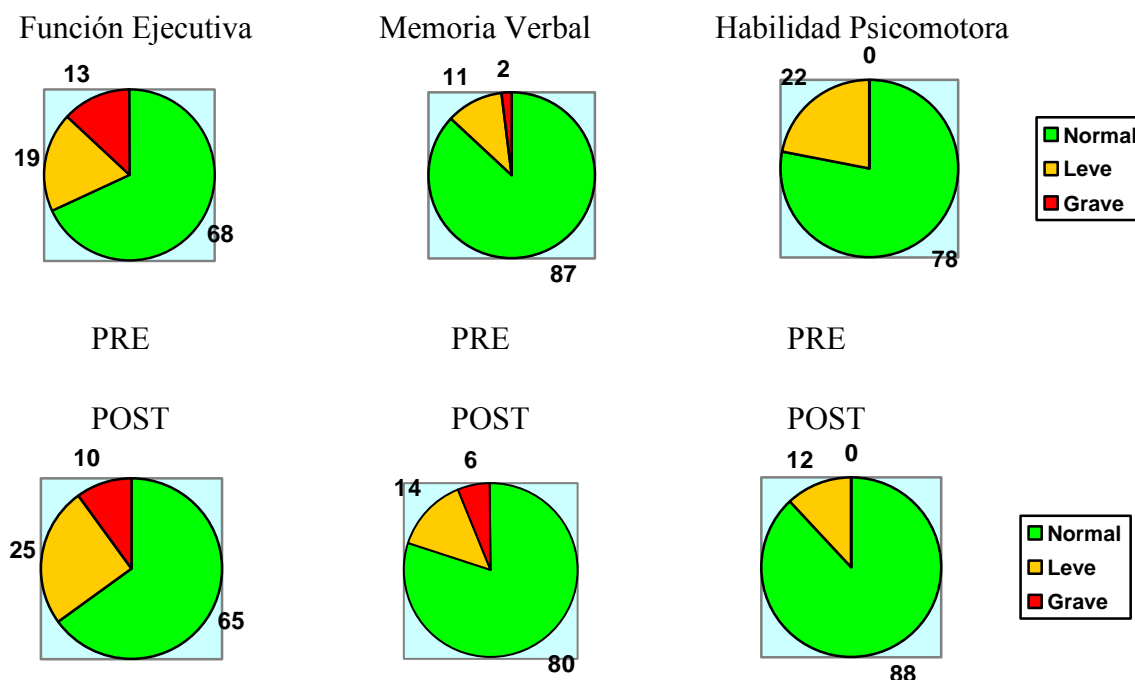 Función Ejecutiva
Memoria Verbal
Habilidad Psicomotora
13
19
68
11
2
87
22
0
78
Normal
Leve
Grave
PRE
PRE
PRE
POST
POST
POST
10
25
65
6
14
80
12
0
88
Normal
Leve
Grave